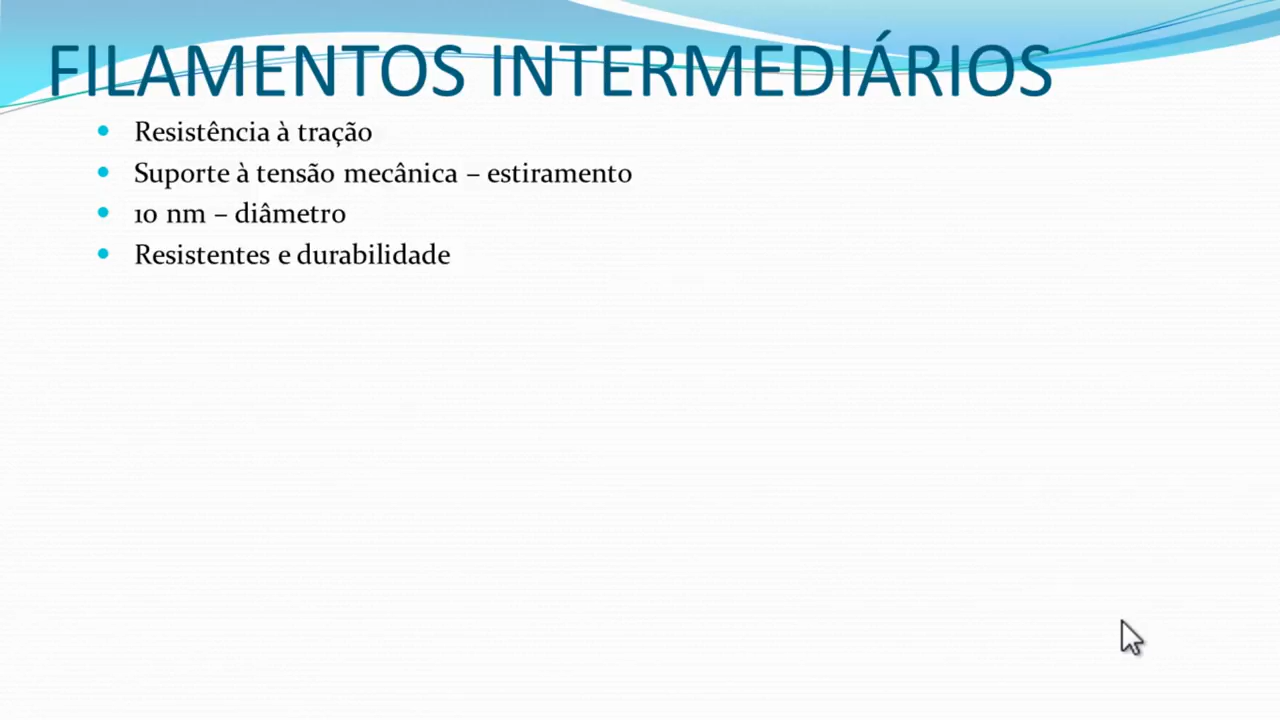 FILAMENTOS INTERMEDIÁRIOS
• Resistência à tração
• Suporte à tensão mecânica – estiramento
• 10 nm – diâmetro
• Resistentes e durabilidade